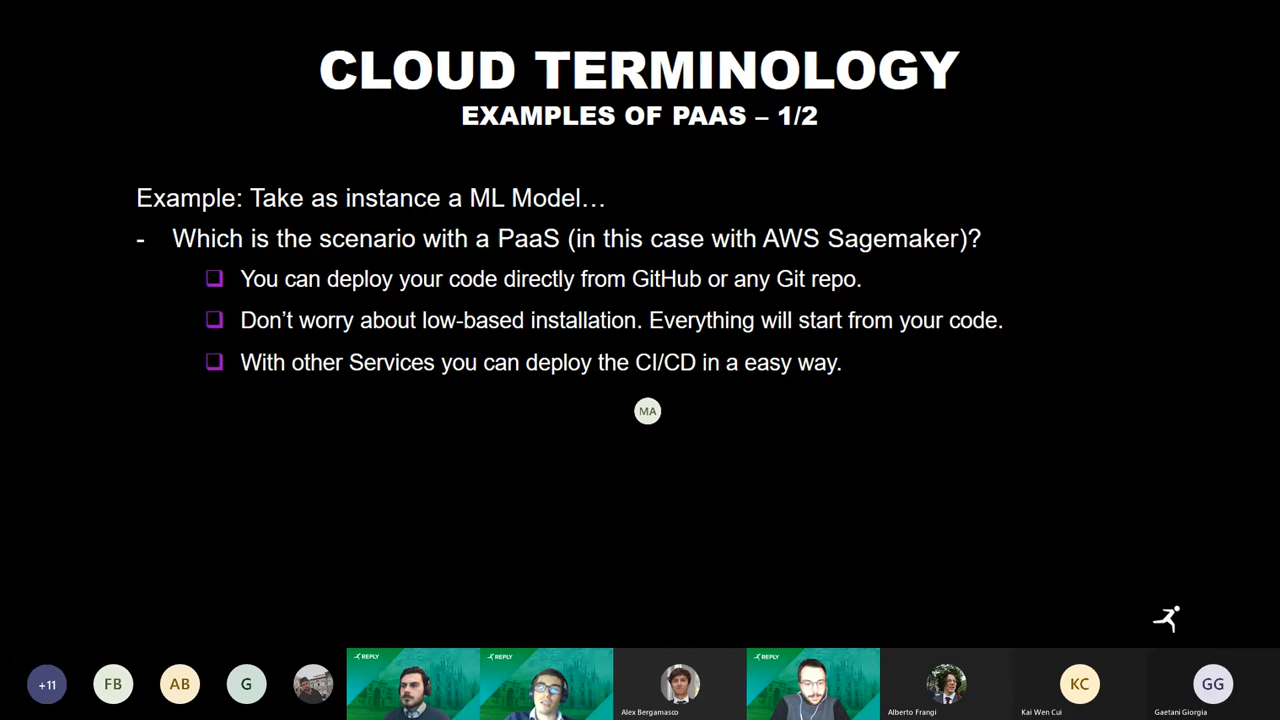 CLOUD TERMINOLOGY
EXAMPLES OF PAAS – 1/2
Example: Take as instance a ML Model…
- Which is the scenario with a PaaS (in this case with AWS Sagemaker)?
❑ You can deploy your code directly from GitHub or any Git repo.
❑ Don’t worry about low-based installation. Everything will start from your code.
❑ With other Services you can deploy the CI/CD in a easy way.
MA
+11
FB
AB
G
REPLY
REPLY
Alex Bergamasco
REPLY
Alberto Frangi
KC
Kai Wen Cui
GG
Gaetani Giorgia